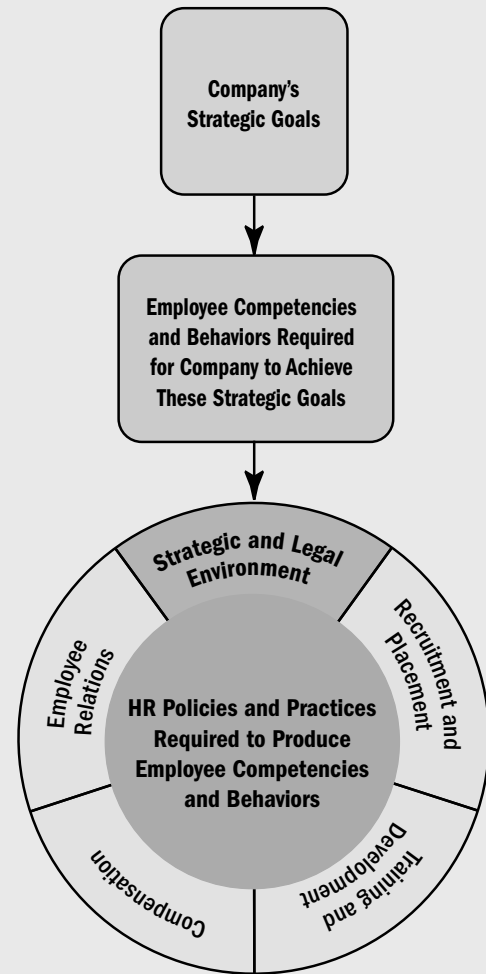 Company's
Strategic Goals
Employee Competencies
and Behaviors Required
for Company to Achieve
These Strategic Goals
Strategic and Legal
Environment
Recruitment and
Placement
Training and
Development
Compensation
Employee
Relations
HR Policies and Practices
Required to Produce
Employee Competencies
and Behaviors